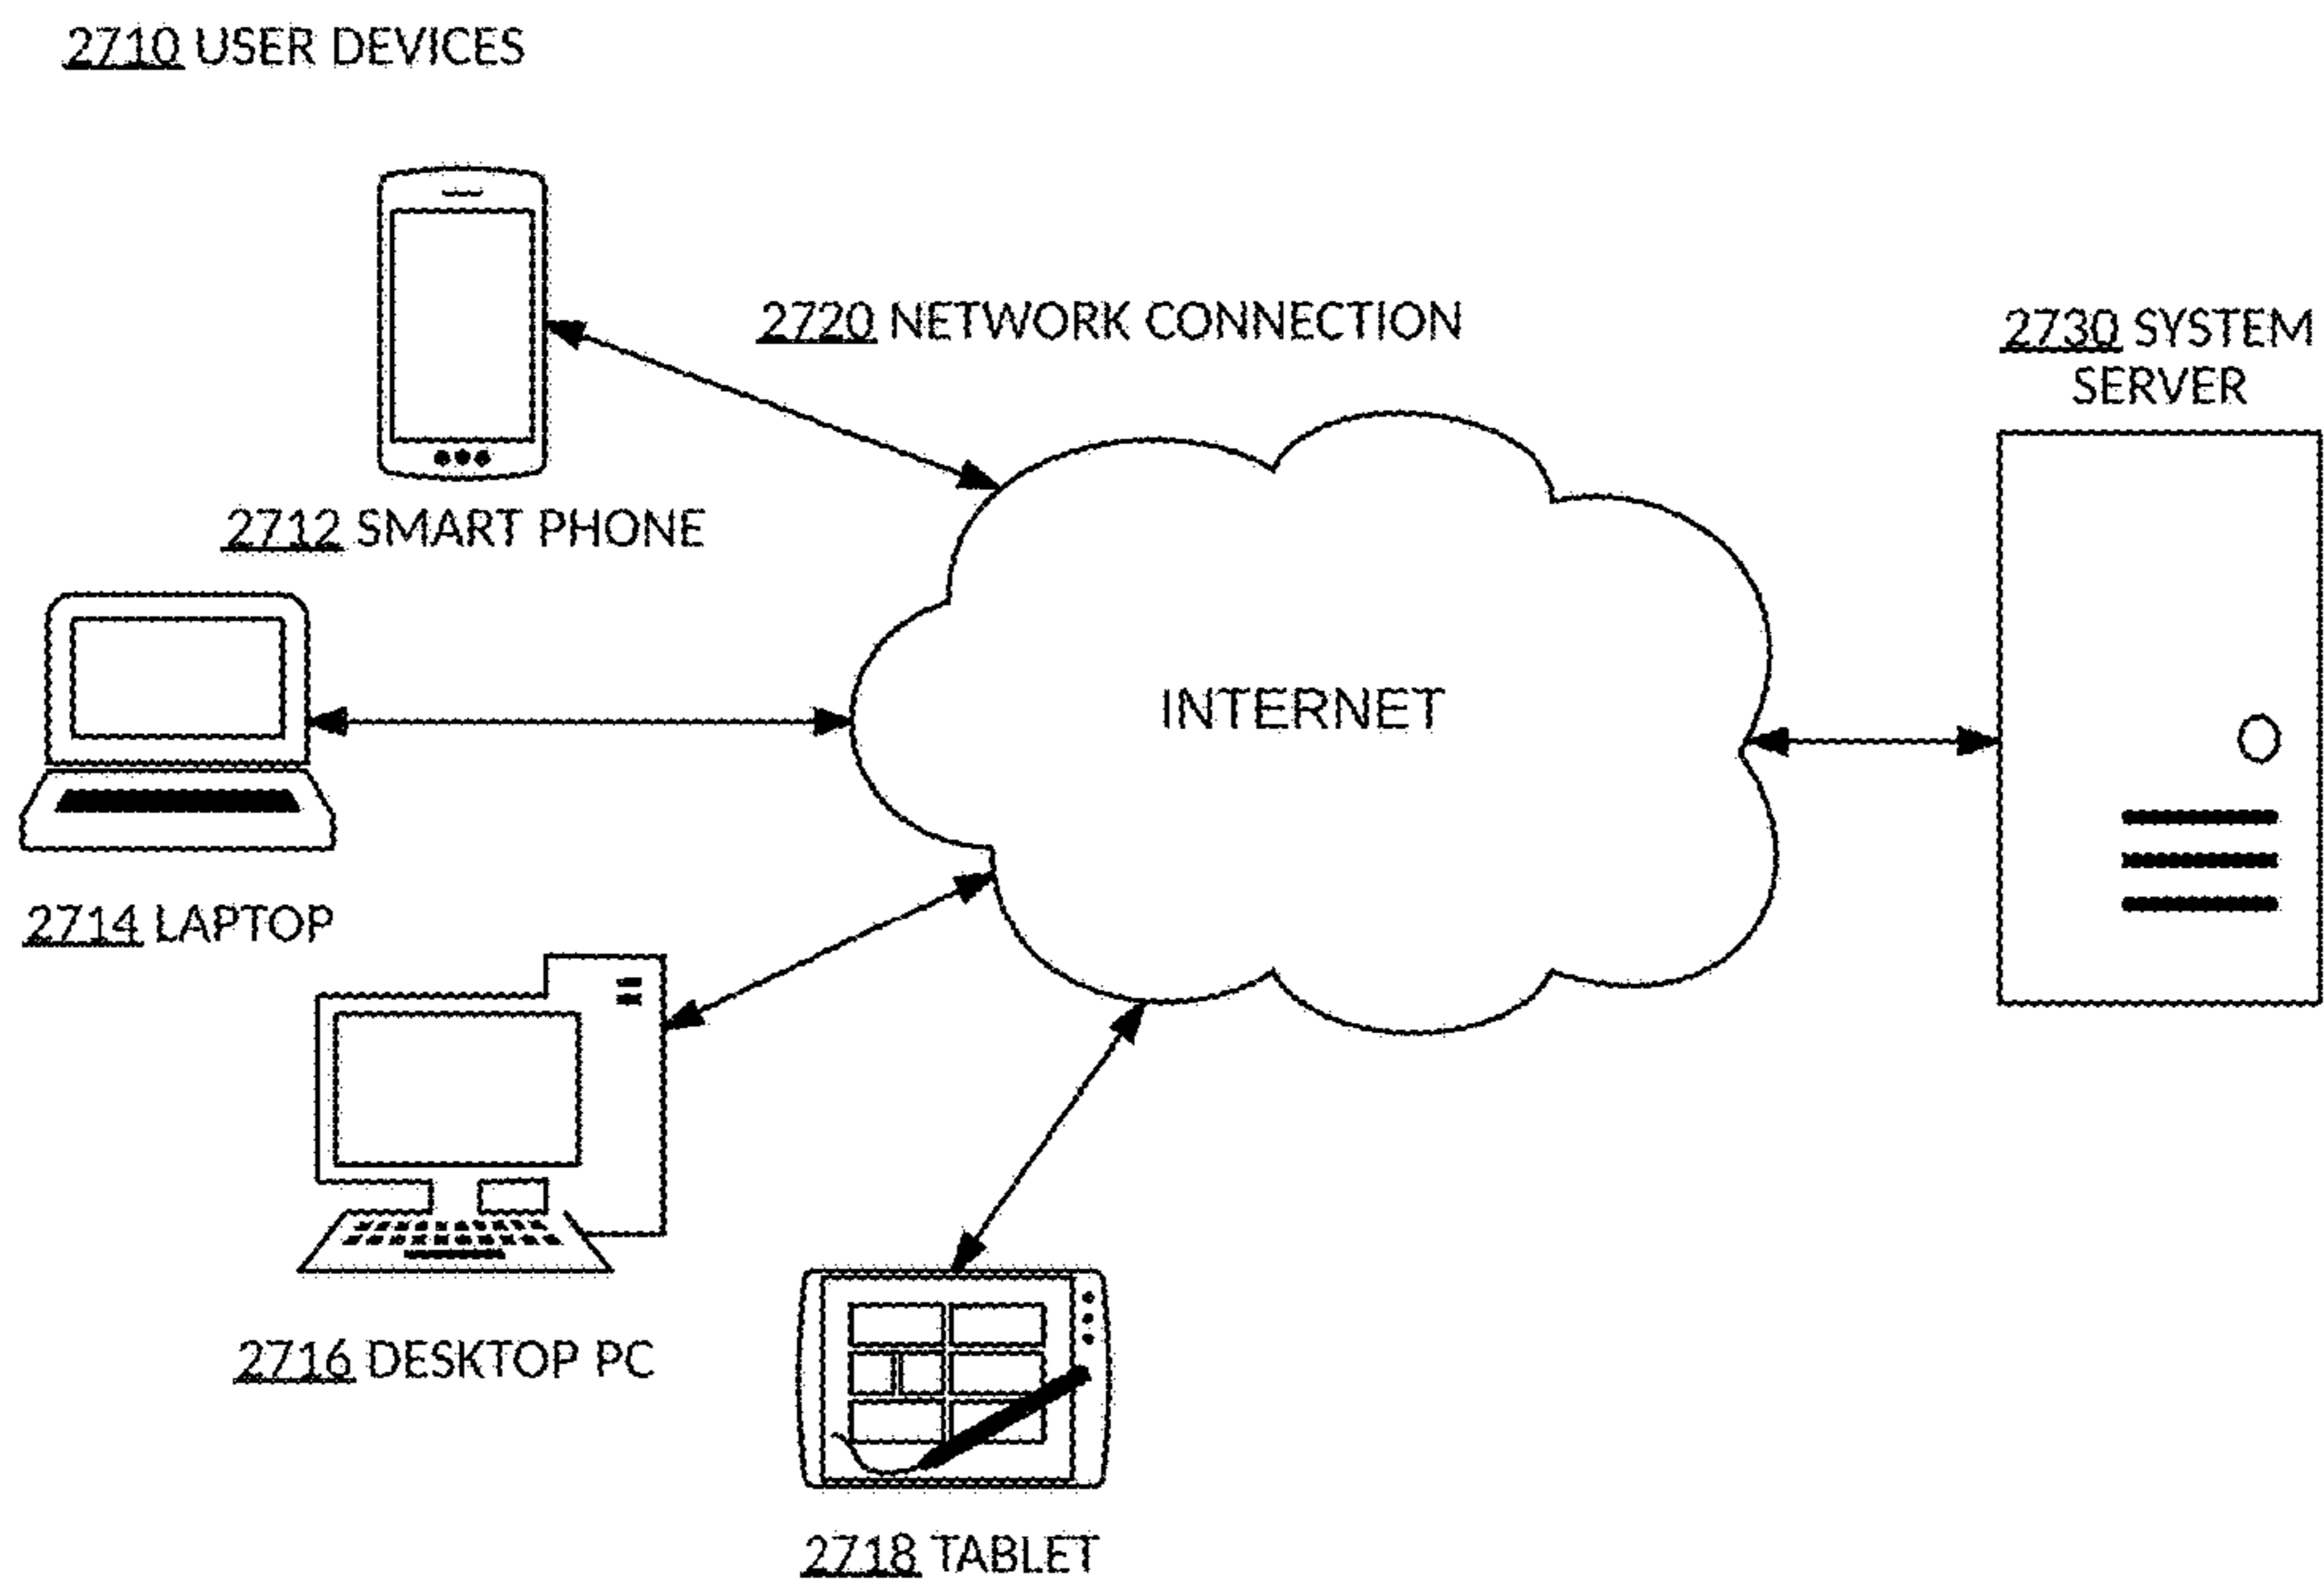 2710 USER DEVICES
2720 NETWORK CONNECTION
2730 SYSTEM
SERVER
2712 SMART PHONE
INTERNET
2714 LAPTOP
2716 DESKTOP PC
2718 TABLET